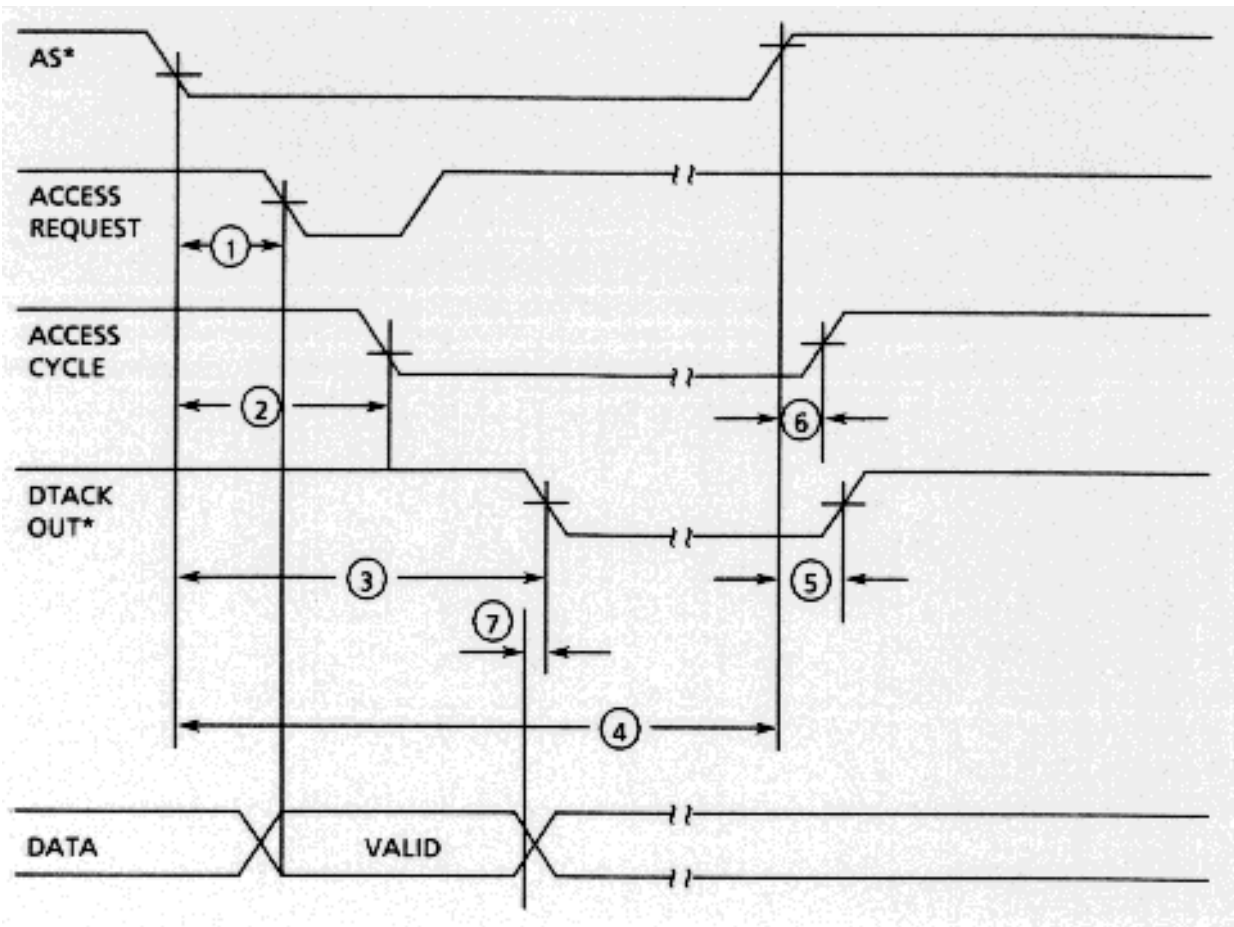 AS*
ACCESS
REQUEST
1
ACCESS
CYCLE
2
6
DTACK
OUT*
3
5
7
4
DATA
VALID